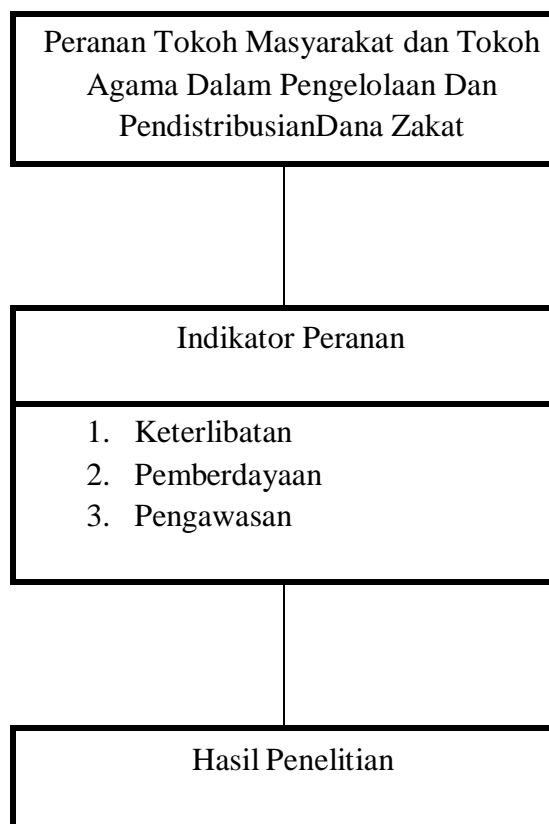 Peranan Tokoh Masyarakat dan Tokoh
Agama Dalam Pengelolaan Dan
PendistribusianDana Zakat
Indikator Peranan
1. Keterlibatan
2. Pemberdayaan
3. Pengawasan
Hasil Penelitian